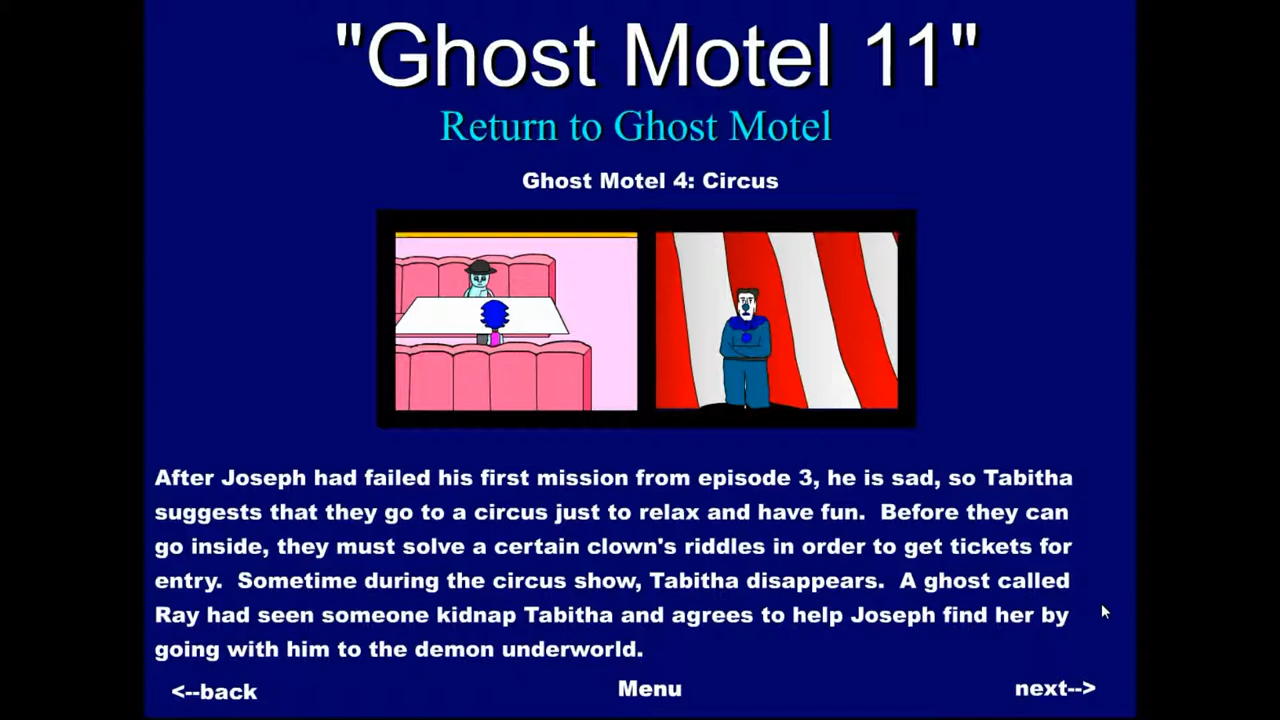 "Ghost Motel 11"
Return to Ghost Motel
Ghost Motel 4: Circus
After Joseph had failed his first mission from episode 3, he is sad, so Tabitha
suggests that they go to a circus just to relax and have fun.  Before they can
go inside, they must solve a certain clown's riddles in order to get tickets for
entry.  Sometime during the circus show, Tabitha disappears.  A ghost called
Ray had seen someone kidnap Tabitha and agrees to help Joseph find her by
going with him to the demon underworld.
<--back
Menu
next-->